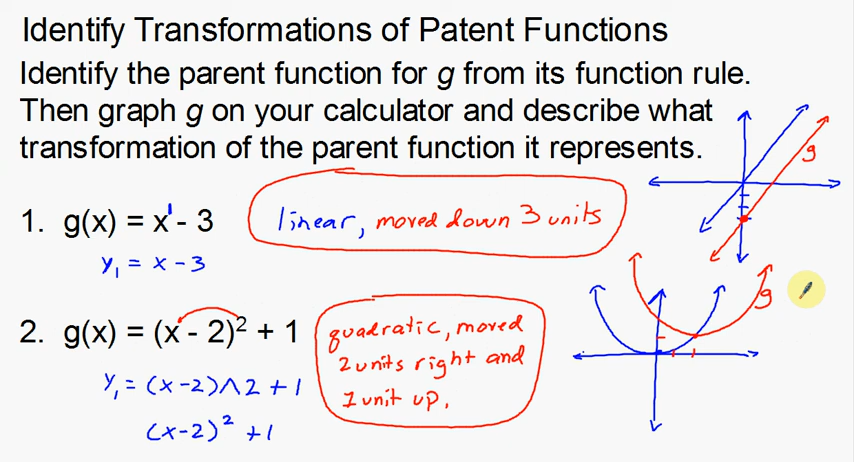 Identify Transformations of Patent Functions
Identify the parent function for g from its function rule.
Then graph g on your calculator and describe what
transformation of the parent function it represents.
1. g(x) = x¹ - 3
linear, moved down 3 units
y₁ = x - 3
g
2. g(x) = (x - 2)² + 1
quadratic, moved
2 units right and
1 unit up.
y₁ = (x-2)^2 + 1
(x-2)² + 1
g